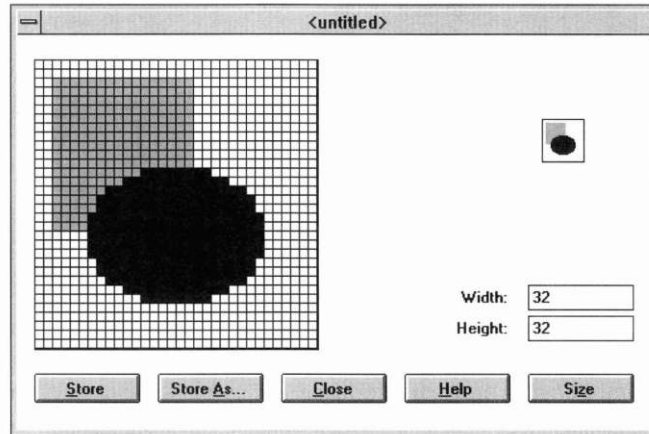 <untitled>
Width: 32
Height: 32
Store Store As... Close Help Size